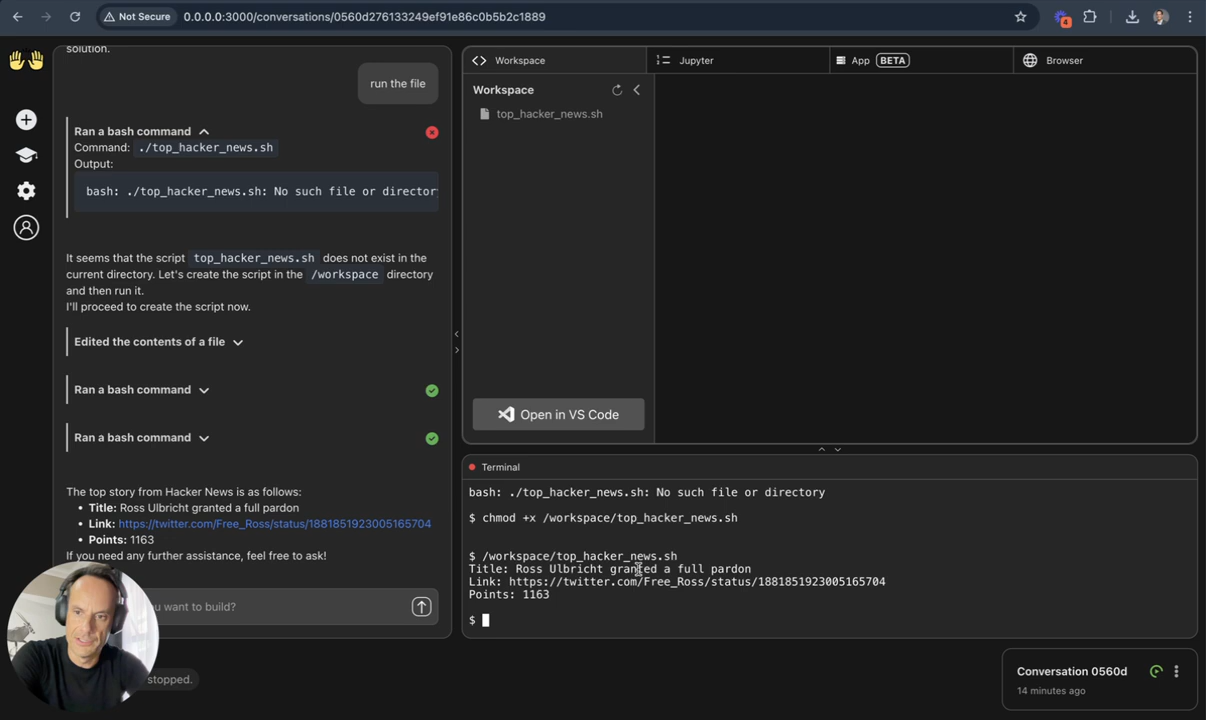 Not Secure
0.0.0.0:3000/conversations/0560d276133249ef91e86c0b5b2c1889
4
solution.
run the file
Ran a bash command
Command: ./top_hacker_news.sh
Output:
bash: ./top_hacker_news.sh: No such file or director
It seems that the script top_hacker_news.sh does not exist in the
current directory. Let's create the script in the /workspace directory
and then run it.
I'll proceed to create the script now.
Edited the contents of a file
Ran a bash command
Ran a bash command
The top story from Hacker News is as follows:
• Title: Ross Ulbricht granted a full pardon
• Link: https://twitter.com/Free_Ross/status/1881851923005165704
• Points: 1163
If you need any further assistance, feel free to ask!
you want to build?
stopped.
Workspace
Jupyter
App BETA
Browser
Workspace
top_hacker_news.sh
Open in VS Code
Terminal
bash: ./top_hacker_news.sh: No such file or directory
$ chmod +x /workspace/top_hacker_news.sh
$ /workspace/top_hacker_news.sh
Title: Ross Ulbricht granted a full pardon
Link: https://twitter.com/Free_Ross/status/1881851923005165704
Points: 1163
$
Conversation 0560d
14 minutes ago